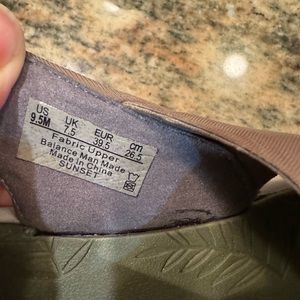 US UK EUR cm
9.5M 7.5 39.5 26.5
Fabric Upper
Balance Man Made
Made in China
SUNSET